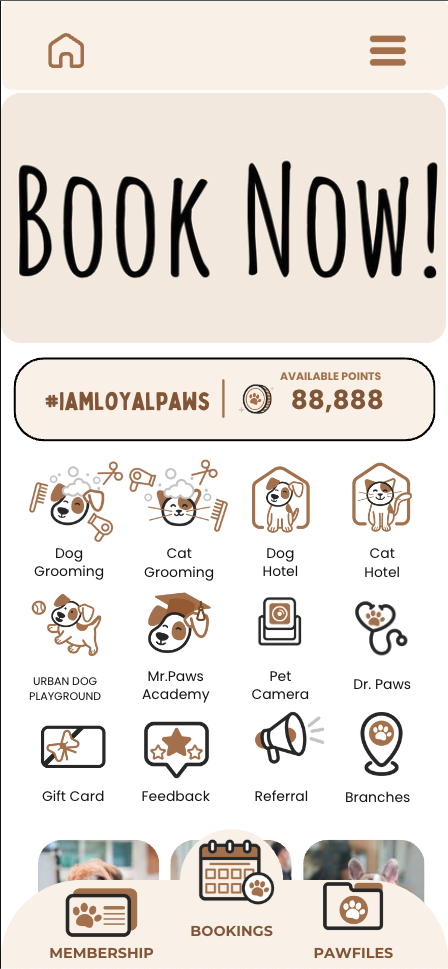 Book Now!
#IAMLOYALPAWS
AVAILABLE POINTS
88,888
Dog
Grooming
Cat
Grooming
Dog
Hotel
Cat
Hotel
URBAN DOG
PLAYGROUND
Mr.Paws
Academy
Pet
Camera
Dr. Paws
Gift Card
Feedback
Referral
Branches
MEMBERSHIP
BOOKINGS
PAWFILES